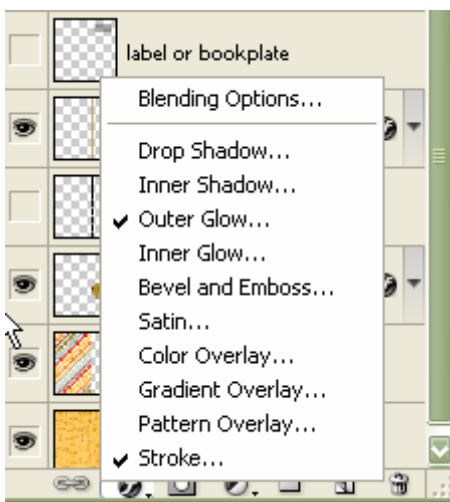 label or bookplate
Blending Options...
Drop Shadow...
Inner Shadow...
Outer Glow...
Inner Glow...
Bevel and Emboss...
Satin...
Color Overlay...
Gradient Overlay...
Pattern Overlay...
Stroke...